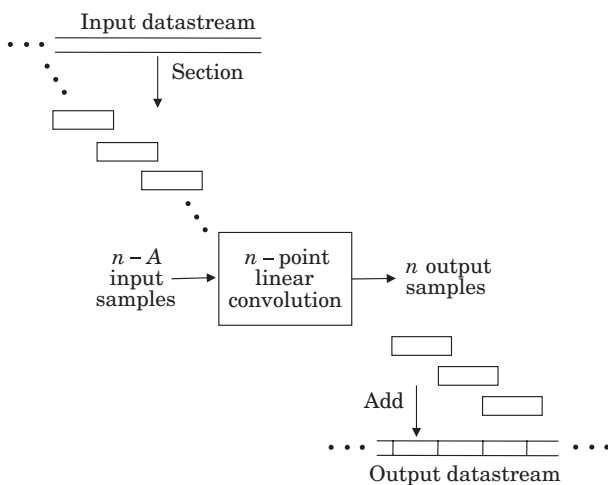 Input datastream
Section
n – A
input
samples
n – point
linear
convolution
n output
samples
Add
Output datastream